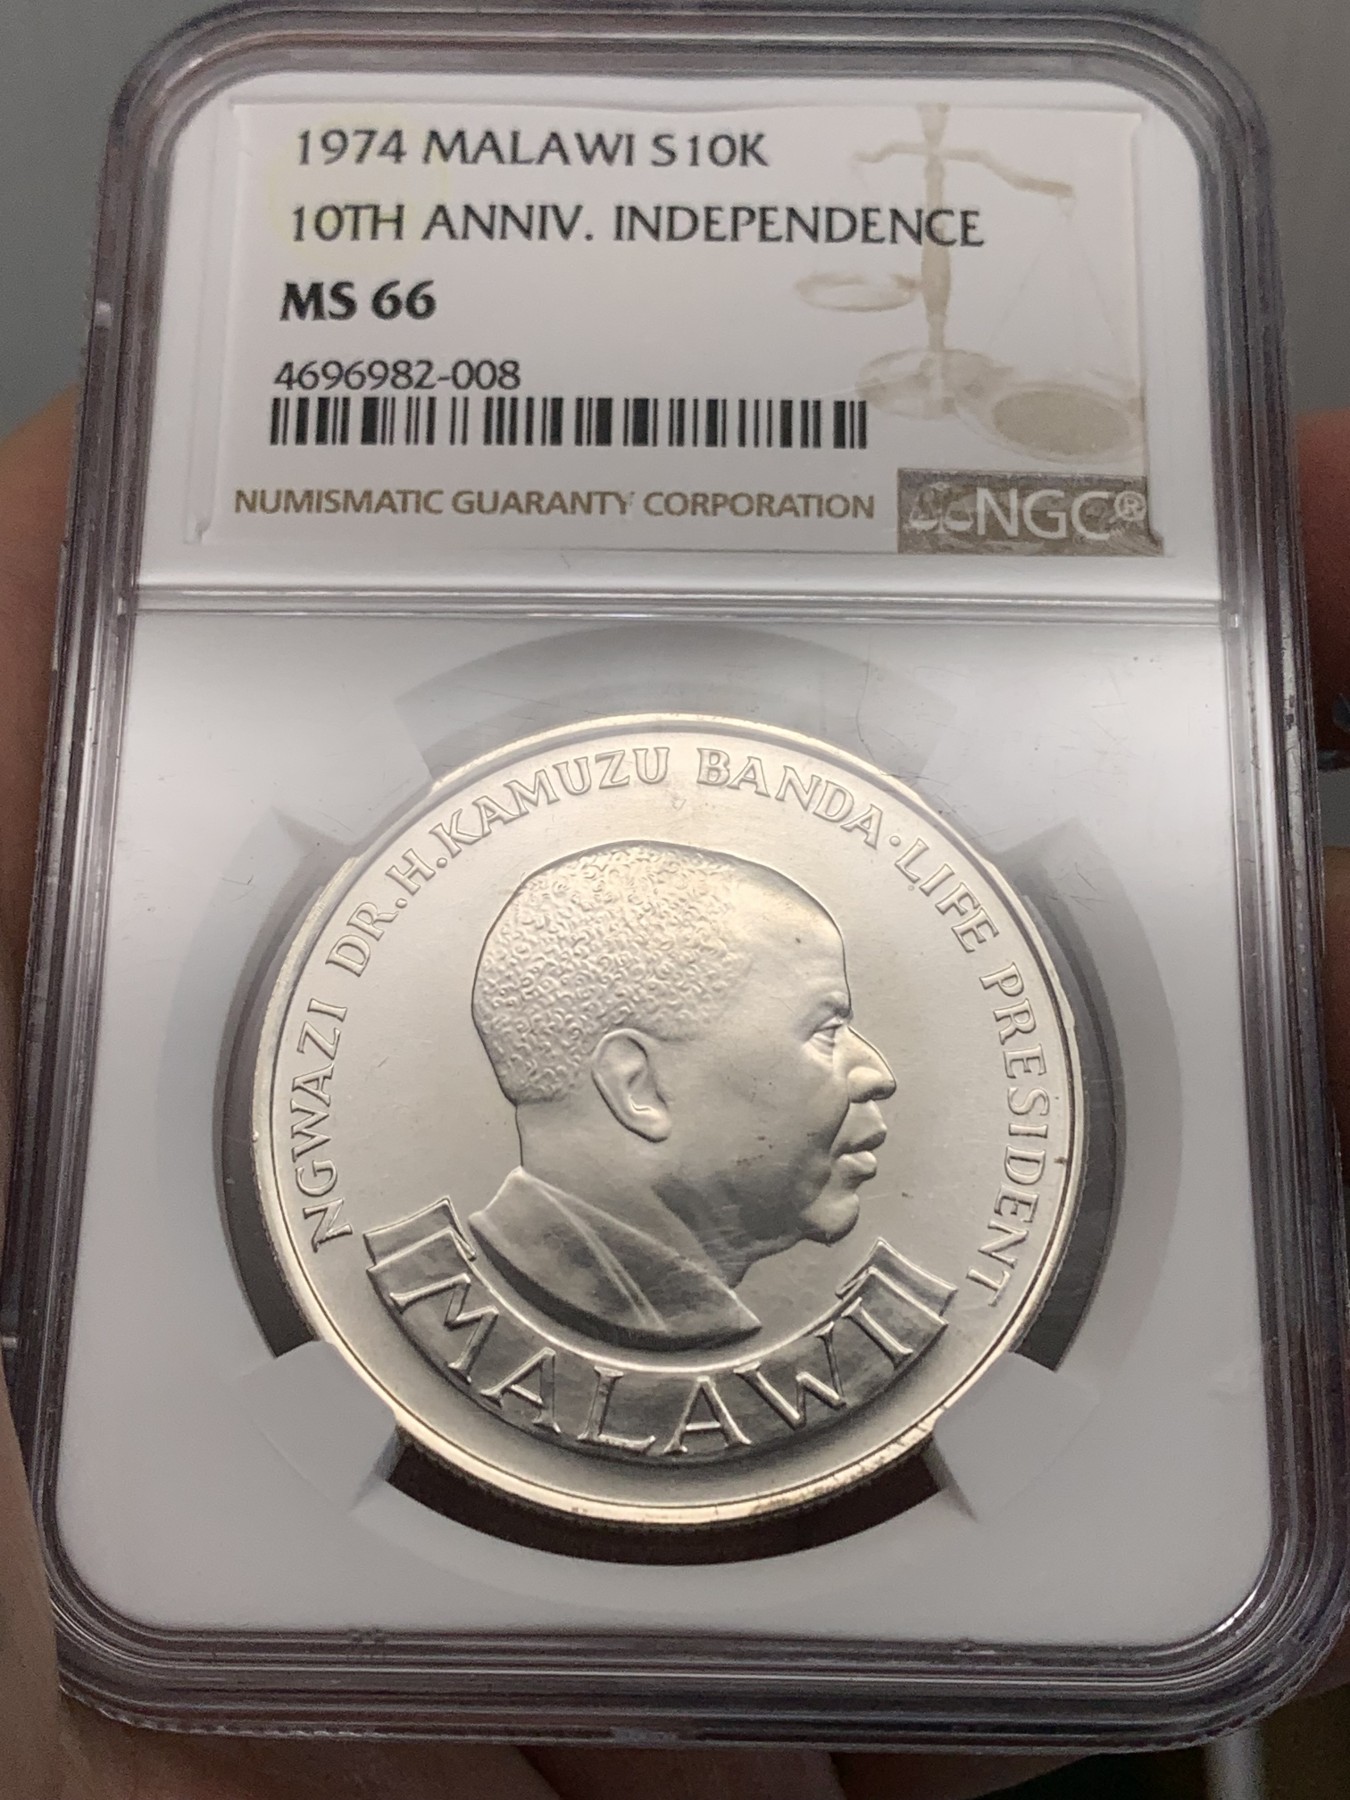 1974 MALAWI S10K
10TH ANNIV. INDEPENDENCE
MS 66
4696982-008
NUMISMATIC GUARANTY CORPORATION
NGC®
NGWAZI DR.H.KAMUZU BANDA·LIFE PRESIDENT
MALAWI